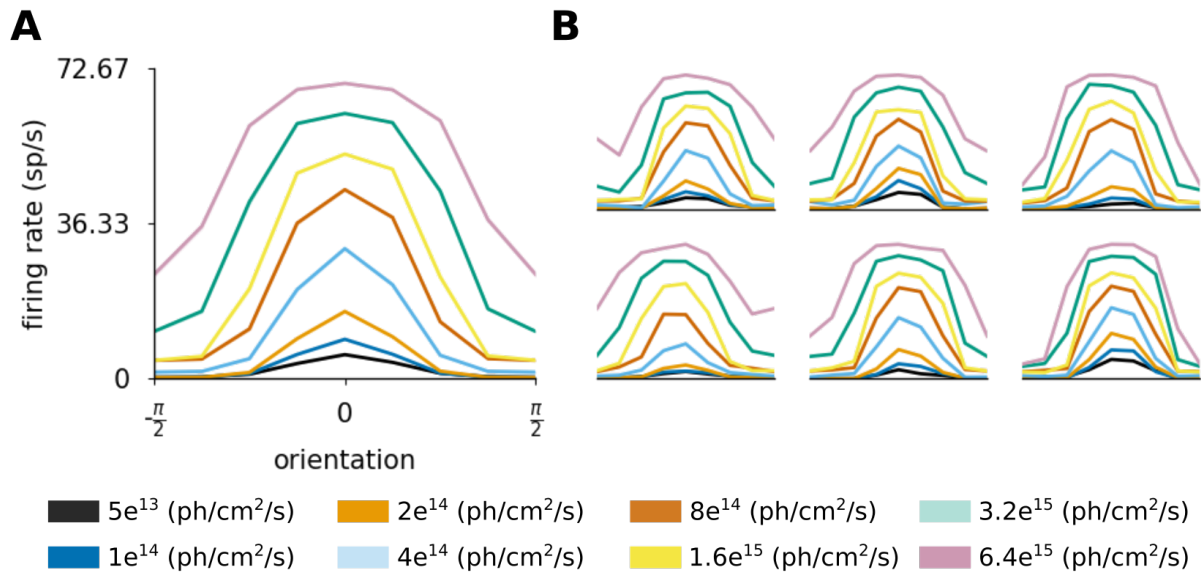 A B
72.67
firing rate (sp/s)
36.33
0
-π/2 0 π/2
orientation
5e¹³ (ph/cm²/s) 2e¹⁴ (ph/cm²/s) 8e¹⁴ (ph/cm²/s) 3.2e¹⁵ (ph/cm²/s)
1e¹⁴ (ph/cm²/s) 4e¹⁴ (ph/cm²/s) 1.6e¹⁵ (ph/cm²/s) 6.4e¹⁵ (ph/cm²/s)